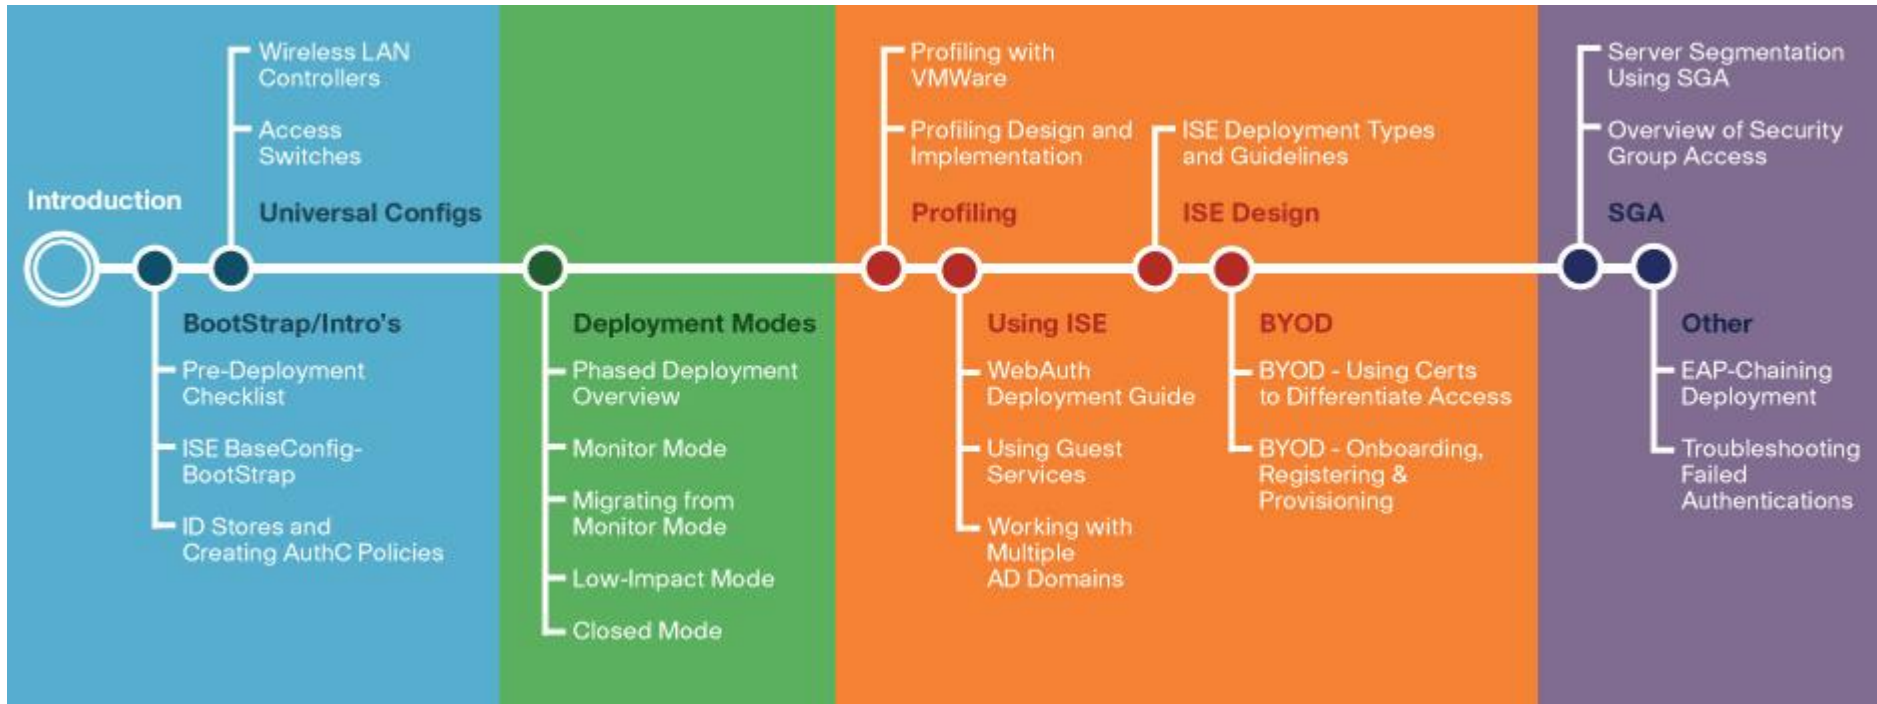 Wireless LAN
Controllers
Access
Switches
Introduction
Universal Configs
BootStrap/Intro's
Pre-Deployment
Checklist
ISE BaseConfig-
BootStrap
ID Stores and
Creating AuthC Policies
Deployment Modes
Phased Deployment
Overview
Monitor Mode
Migrating from
Monitor Mode
Low-Impact Mode
Closed Mode
Profiling with
VMWare
Profiling Design and
Implementation
Profiling
Using ISE
WebAuth
Deployment Guide
Using Guest
Services
Working with
Multiple
AD Domains
ISE Deployment Types
and Guidelines
ISE Design
BYOD
BYOD - Using Certs
to Differentiate Access
BYOD - Onboarding,
Registering &
Provisioning
Server Segmentation
Using SGA
Overview of Security
Group Access
SGA
Other
EAP-Chaining
Deployment
Troubleshooting
Failed
Authentications